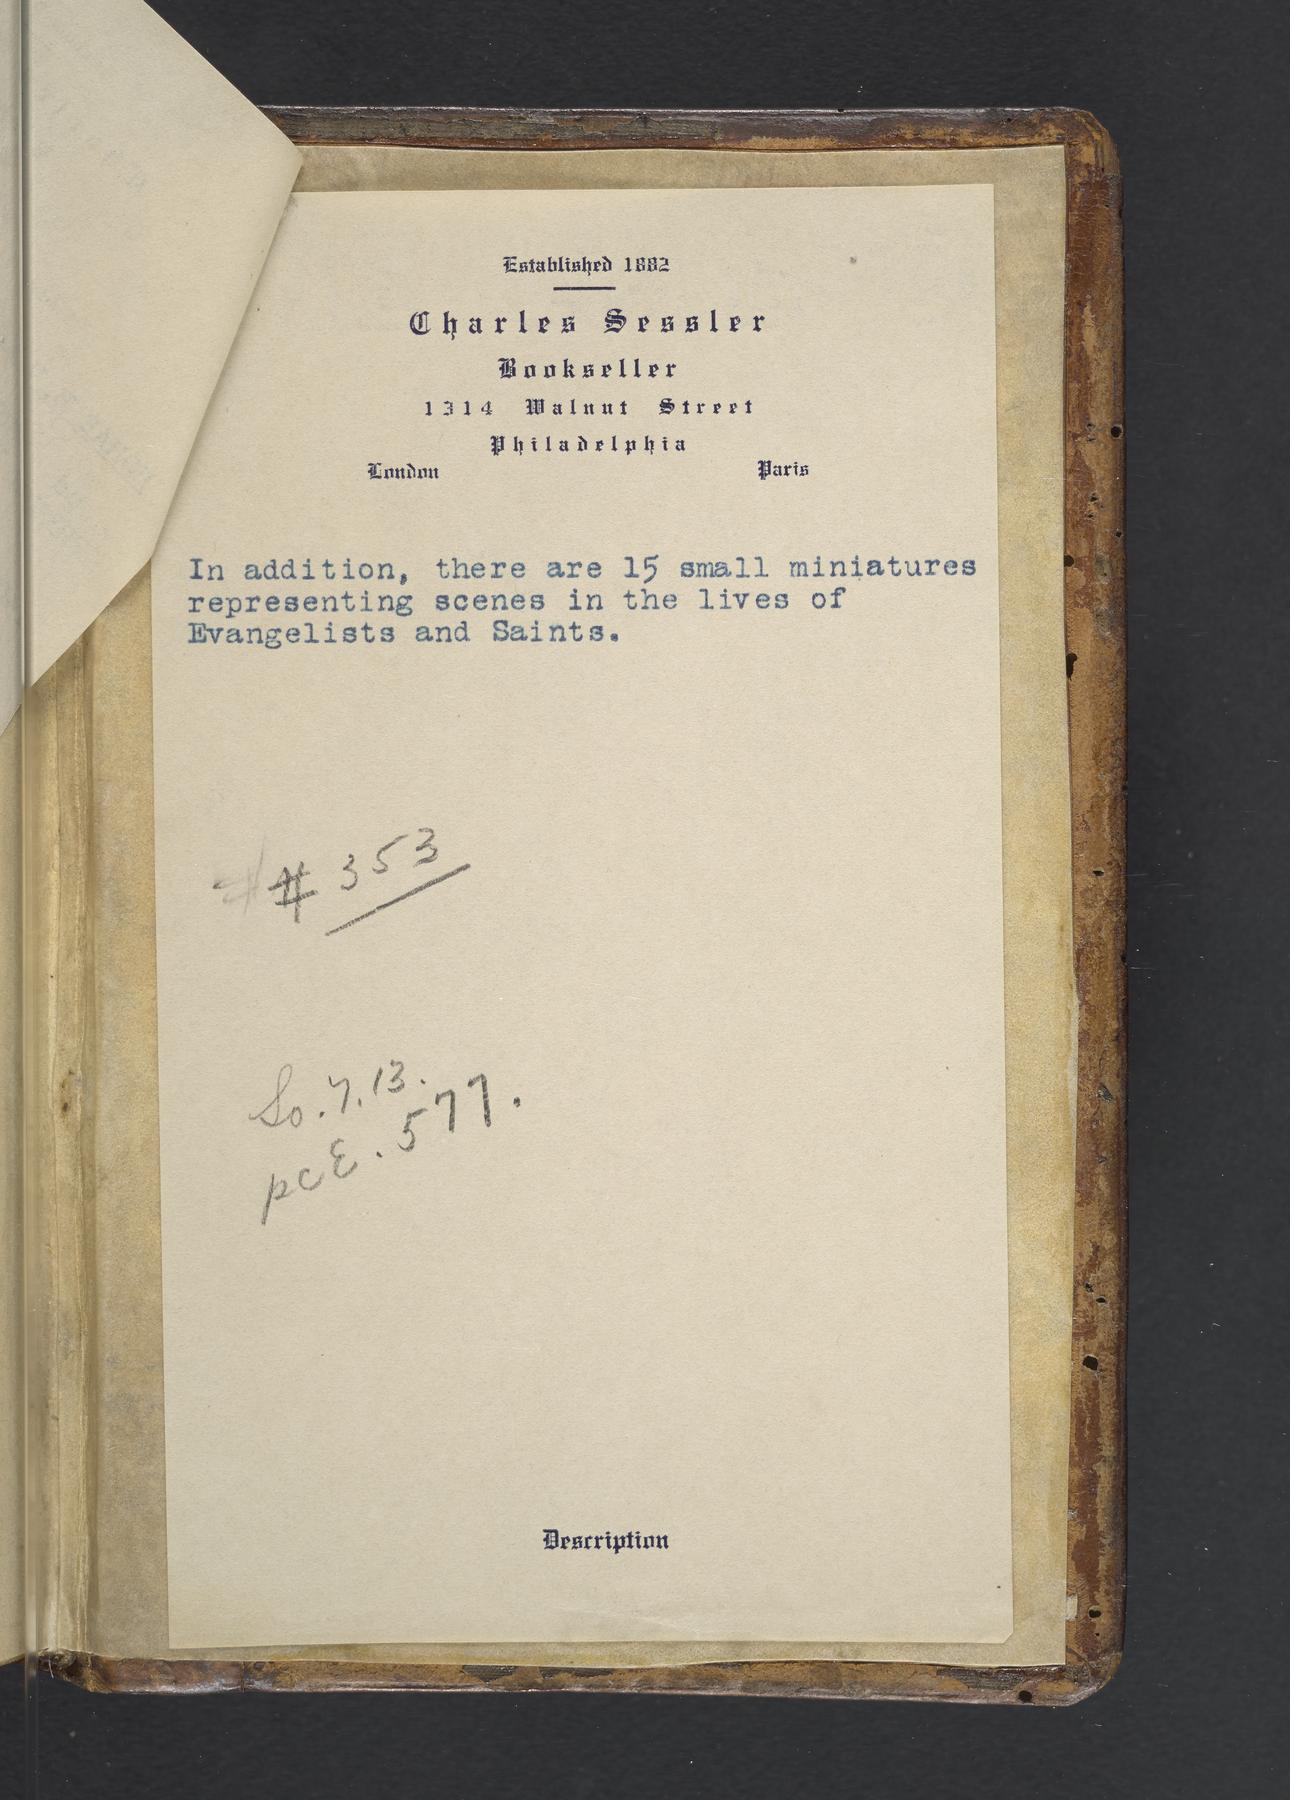 Established 1882
Charles Sessler
Bookseller
1314 Walnut Street
Philadelphia
London Paris
In addition, there are 15 small miniatures
representing scenes in the lives of
Evangelists and Saints.
# # 353
So.7.13.
pcE.577.
Description